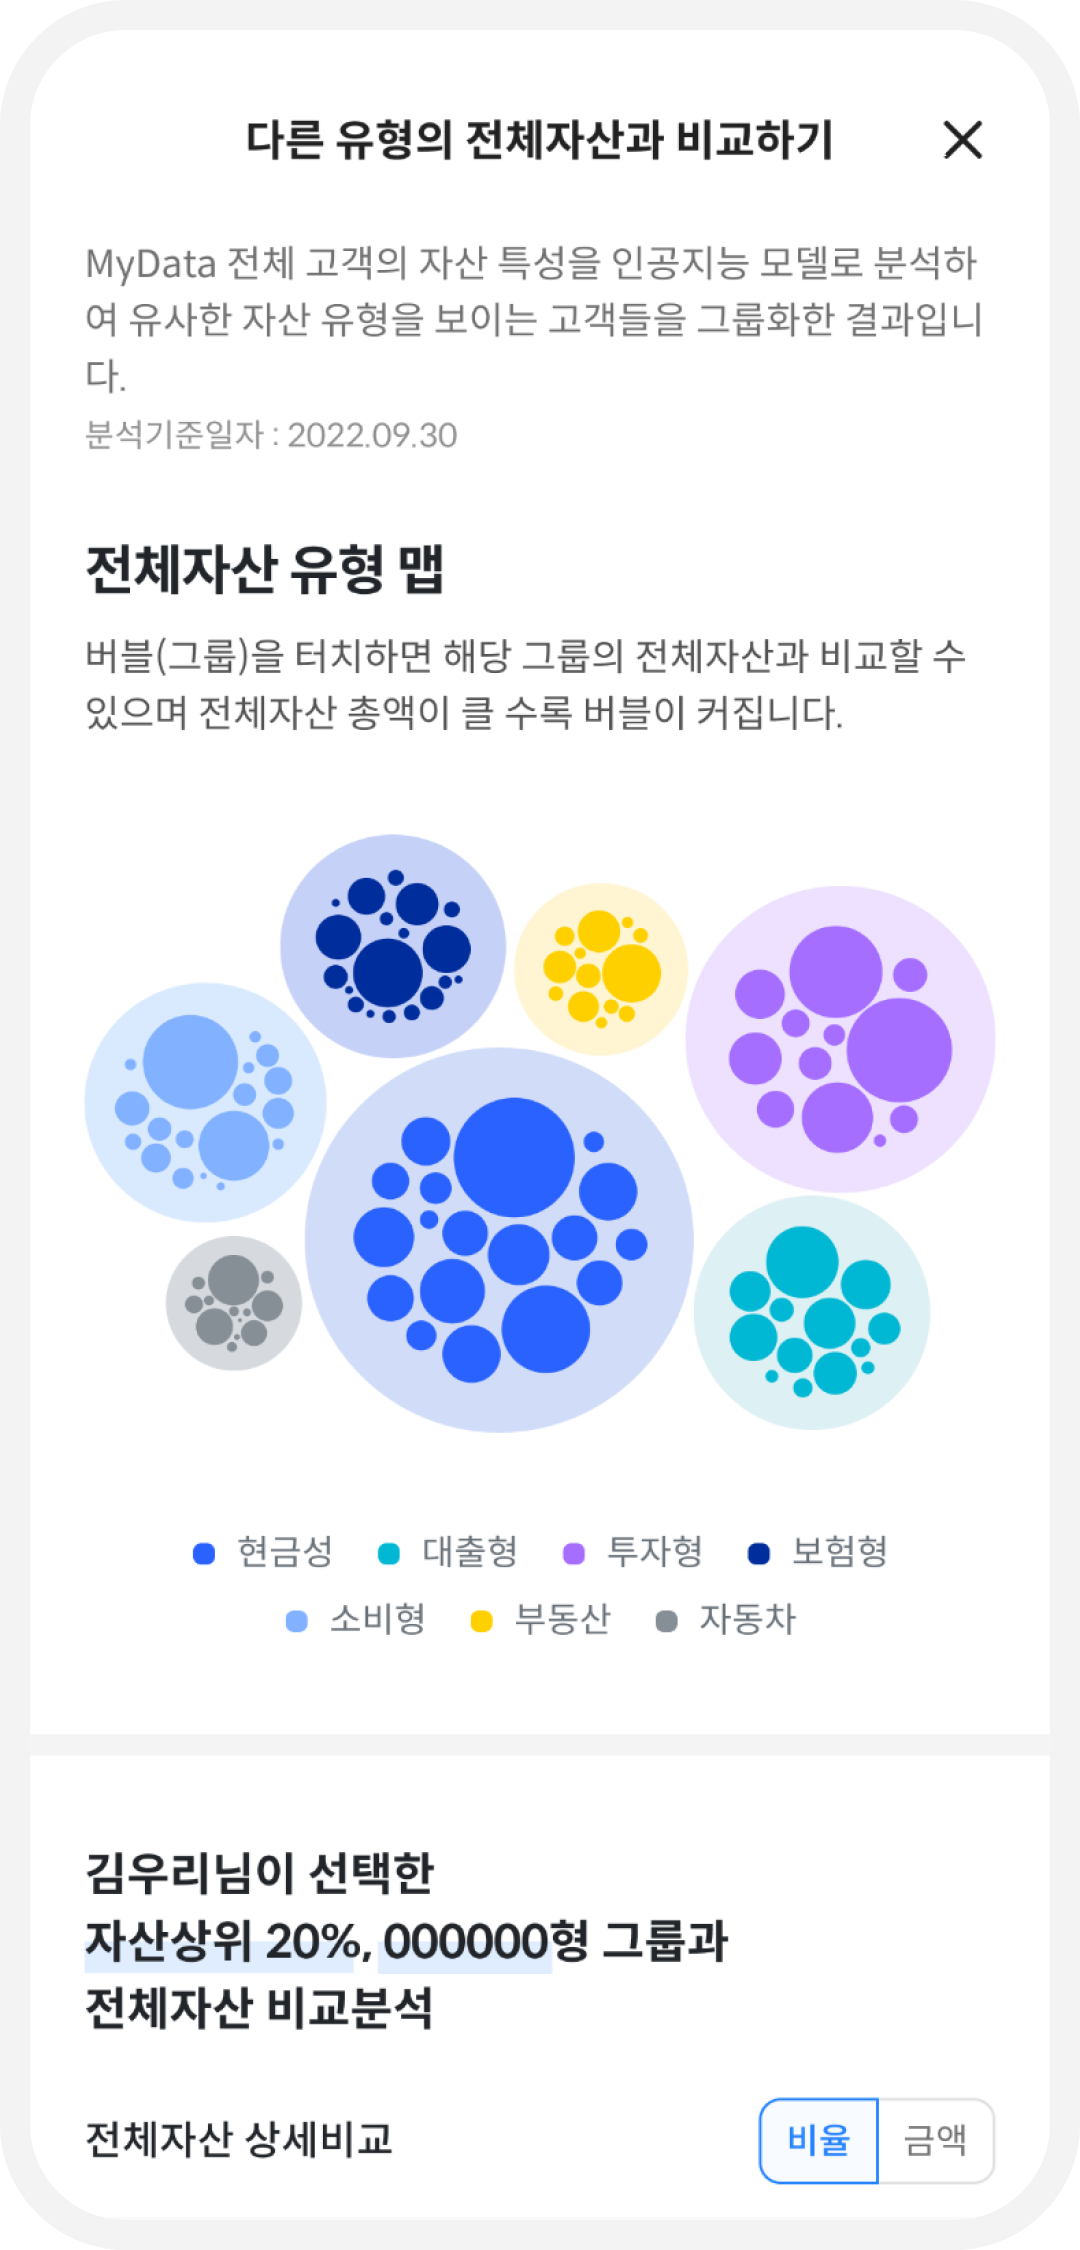 다른 유형의 전체자산과 비교하기
MyData 전체 고객의 자산 특성을 인공지능 모델로 분석하
여 유사한 자산 유형을 보이는 고객들을 그룹화한 결과입니
다.
분석기준일자 : 2022.09.30
전체자산 유형 맵
버블(그룹)을 터치하면 해당 그룹의 전체자산과 비교할 수
있으며 전체자산 총액이 클 수록 버블이 커집니다.
현금성 대출형 투자형 보험형
소비형 부동산 자동차
김우리님이 선택한
자산상위 20%, 000000형 그룹과
전체자산 비교분석
전체자산 상세비교 비율 금액